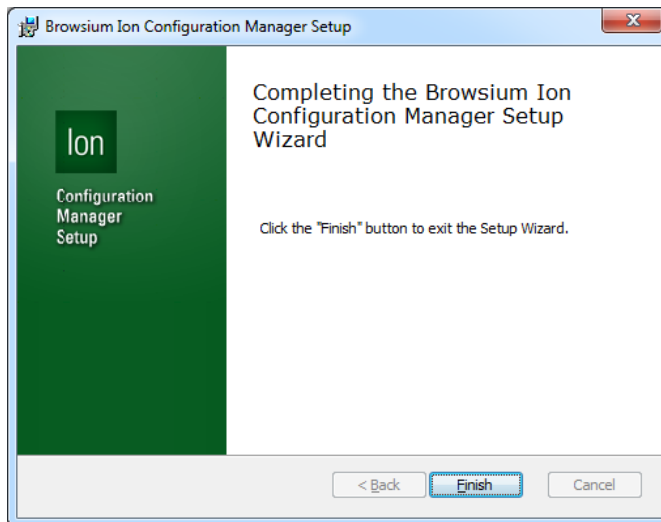 Browsium Ion Configuration Manager Setup
x
Completing the Browsium Ion
Configuration Manager Setup
Wizard
Ion
Configuration
Manager
Setup
Click the "Finish" button to exit the Setup Wizard.
< Back
Finish
Cancel